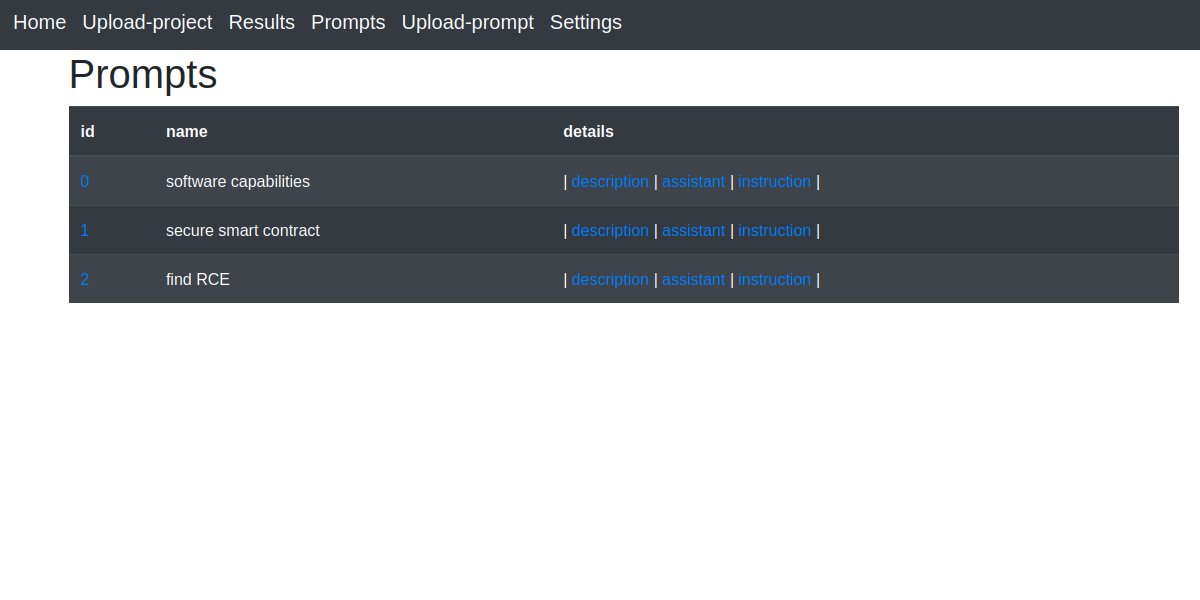 Home Upload-project Results Prompts Upload-prompt Settings
Prompts
id name details
0 software capabilities | description | assistant | instruction |
1 secure smart contract | description | assistant | instruction |
2 find RCE | description | assistant | instruction |